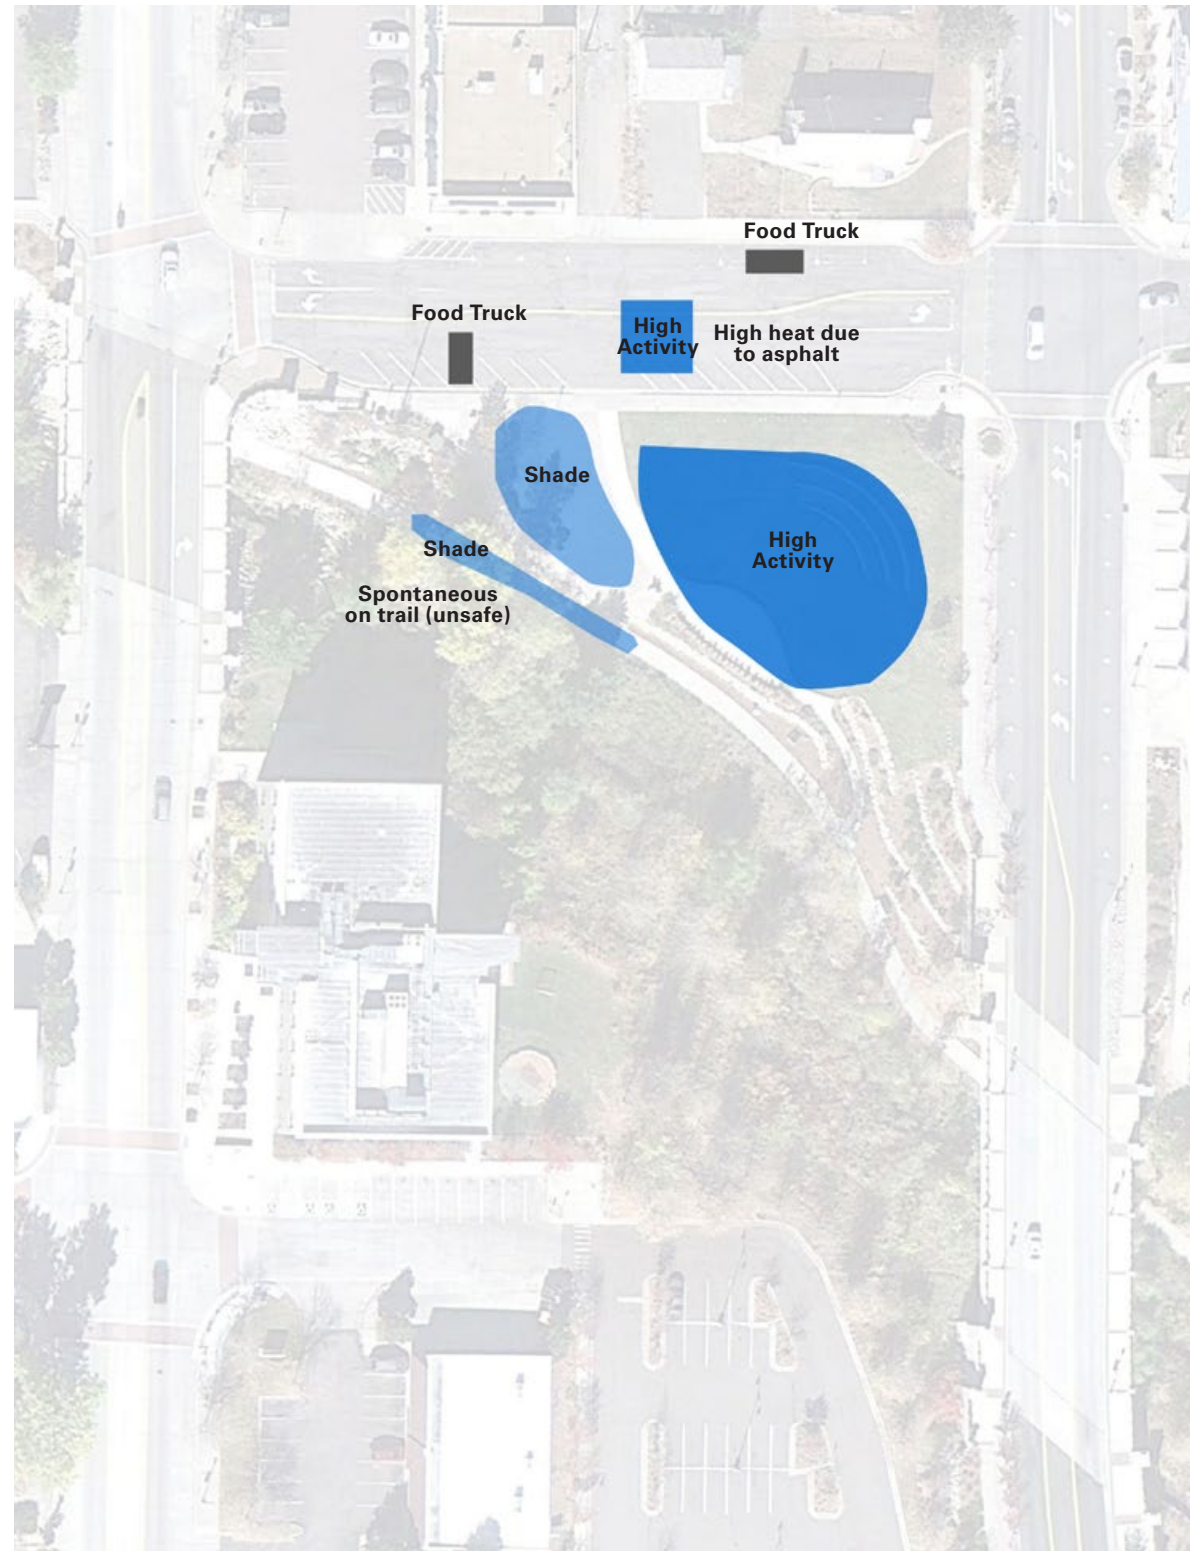 Food Truck
Food Truck
High
Activity
High heat due
to asphalt
Shade
Shade
High
Activity
Spontaneous
on trail (unsafe)